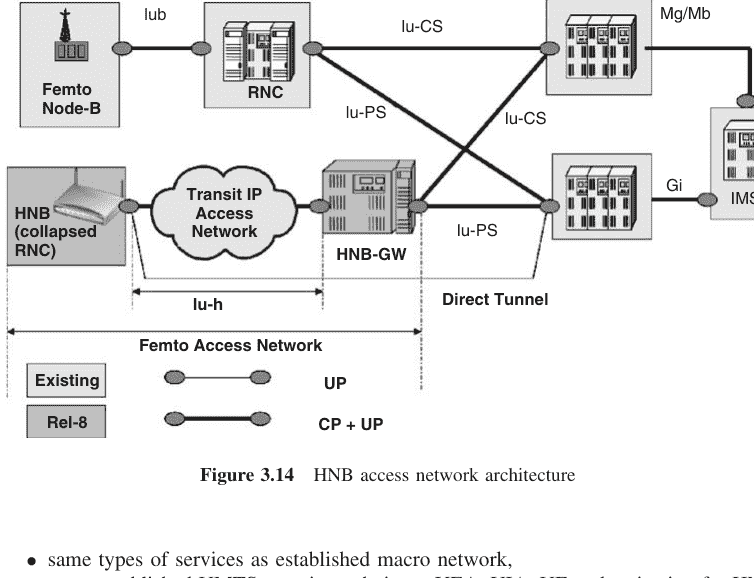 Iub
Iu-CS
Mg/Mb
Femto
Node-B
RNC
Iu-PS
Iu-CS
HNB
(collapsed
RNC)
Transit IP
Access
Network
HNB-GW
Iu-PS
Gi
IMS
Iu-h
Direct Tunnel
Femto Access Network
Existing
UP
Rel-8
CP + UP
Figure 3.14 HNB access network architecture
• same types of services as established macro network,